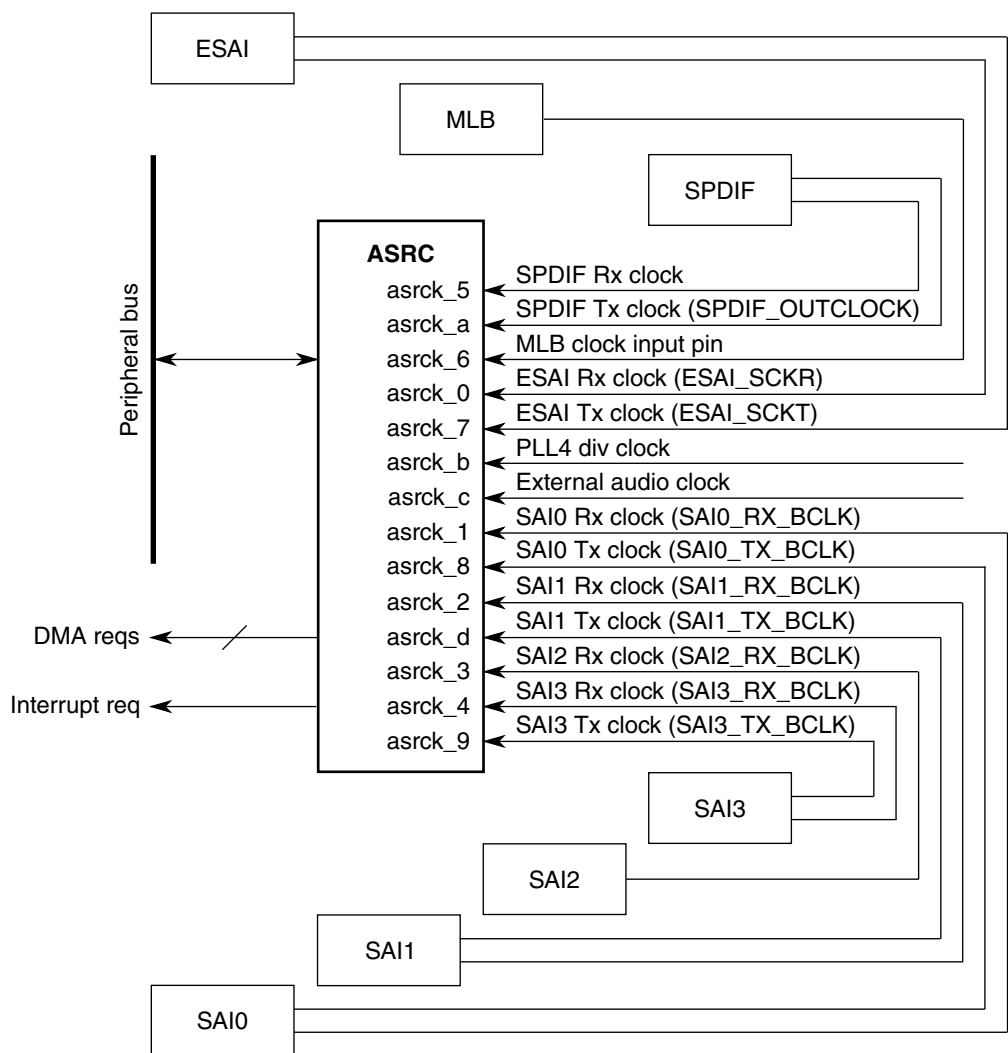 ESAI
MLB
SPDIF
Peripheral bus
ASRC
asrck_5 SPDIF Rx clock
asrck_a SPDIF Tx clock (SPDIF_OUTCLOCK)
asrck_6 MLB clock input pin
asrck_0 ESAI Rx clock (ESAI_SCKR)
asrck_7 ESAI Tx clock (ESAI_SCKT)
asrck_b PLL4 div clock
asrck_c External audio clock
asrck_1 SAI0 Rx clock (SAI0_RX_BCLK)
asrck_8 SAI0 Tx clock (SAI0_TX_BCLK)
asrck_2 SAI1 Rx clock (SAI1_RX_BCLK)
DMA reqs asrck_d SAI1 Tx clock (SAI1_TX_BCLK)
asrck_3 SAI2 Rx clock (SAI2_RX_BCLK)
Interrupt req asrck_4 SAI3 Rx clock (SAI3_RX_BCLK)
asrck_9 SAI3 Tx clock (SAI3_TX_BCLK)
SAI3
SAI2
SAI1
SAI0